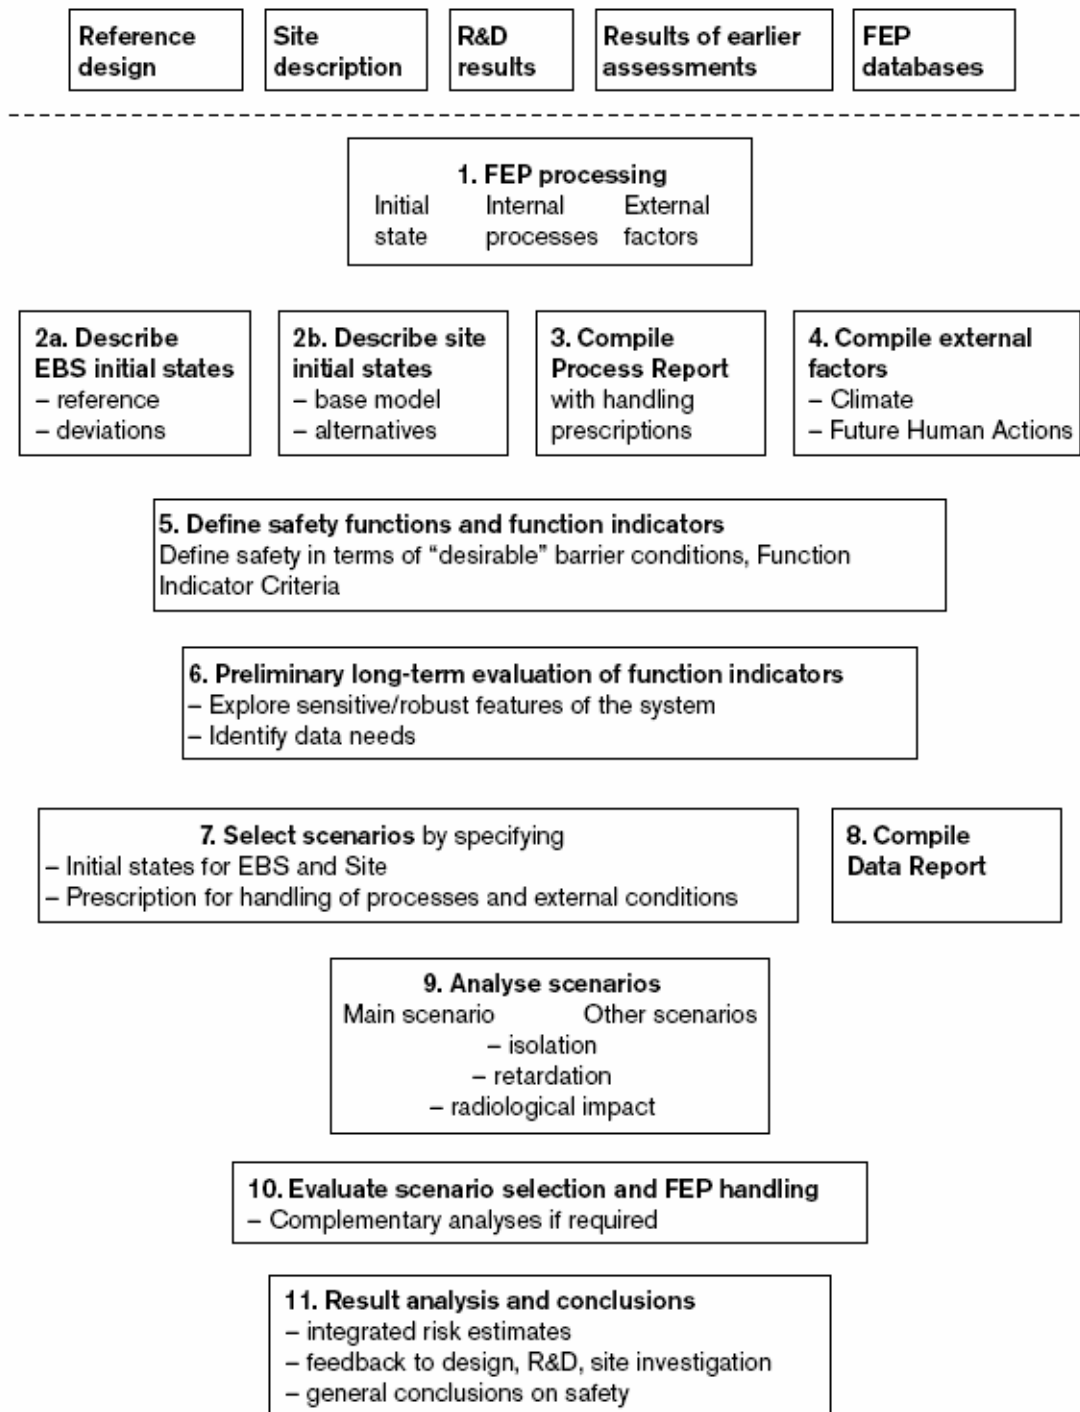 Reference
design
Site
description
R&D
results
Results of earlier
assessments
FEP
databases
1. FEP processing
Initial
state
Internal
processes
External
factors
2a. Describe
EBS initial states
– reference
– deviations
2b. Describe site
initial states
– base model
– alternatives
3. Compile
Process Report
with handling
prescriptions
4. Compile external
factors
– Climate
– Future Human Actions
5. Define safety functions and function indicators
Define safety in terms of “desirable” barrier conditions, Function
Indicator Criteria
6. Preliminary long-term evaluation of function indicators
– Explore sensitive/robust features of the system
– Identify data needs
7. Select scenarios by specifying
– Initial states for EBS and Site
– Prescription for handling of processes and external conditions
8. Compile
Data Report
9. Analyse scenarios
Main scenario Other scenarios
– isolation
– retardation
– radiological impact
10. Evaluate scenario selection and FEP handling
– Complementary analyses if required
11. Result analysis and conclusions
– integrated risk estimates
– feedback to design, R&D, site investigation
– general conclusions on safety